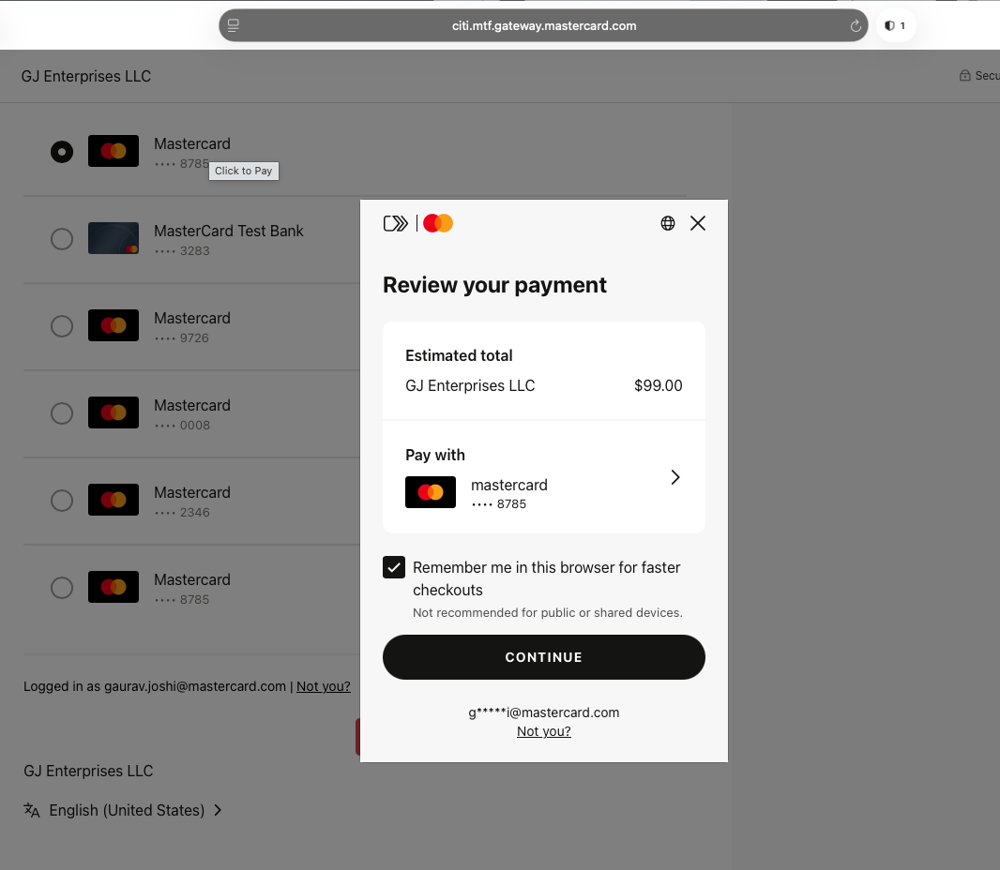 citi.mtf.gateway.mastercard.com
1
GJ Enterprises LLC
Secu
Mastercard
•••• 8785
Click to Pay
MasterCard Test Bank
•••• 3283
Mastercard
•••• 9726
Mastercard
•••• 0008
Mastercard
•••• 2346
Mastercard
•••• 8785
Logged in as gaurav.joshi@mastercard.com | Not you?
GJ Enterprises LLC
English (United States)
Review your payment
Estimated total
GJ Enterprises LLC $99.00
Pay with
mastercard
•••• 8785
Remember me in this browser for faster
checkouts
Not recommended for public or shared devices.
CONTINUE
g*****i@mastercard.com
Not you?